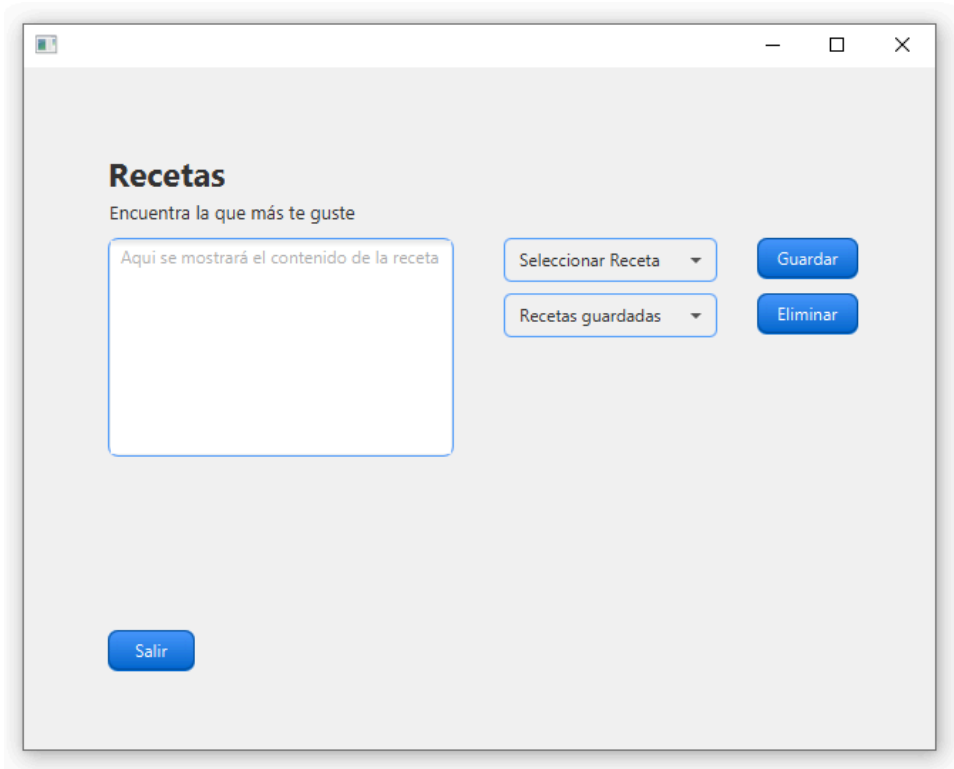 Recetas
Encuentra la que más te guste
Aqui se mostrará el contenido de la receta
Seleccionar Receta
Guardar
Recetas guardadas
Eliminar
Salir